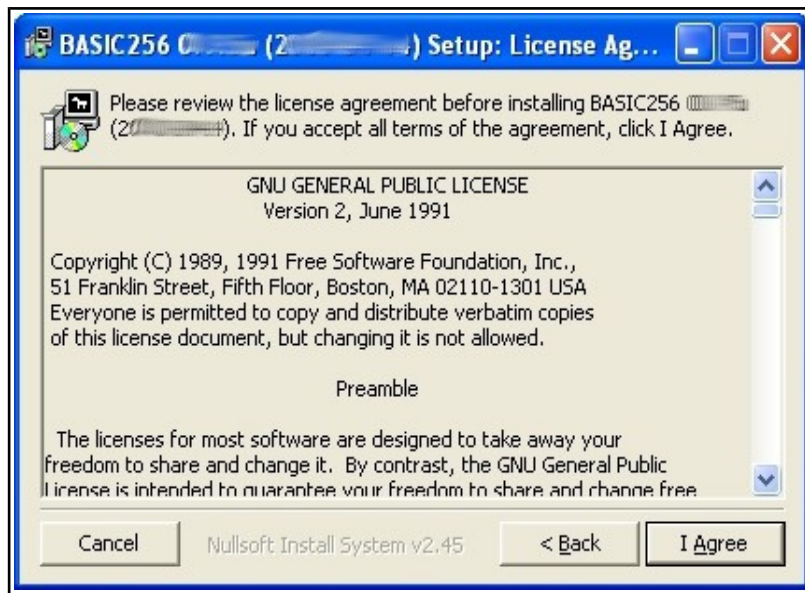 BASIC256 0 (2 ) Setup: License Ag...
Please review the license agreement before installing BASIC256
(2 ). If you accept all terms of the agreement, click I Agree.
GNU GENERAL PUBLIC LICENSE
Version 2, June 1991
Copyright (C) 1989, 1991 Free Software Foundation, Inc.,
51 Franklin Street, Fifth Floor, Boston, MA 02110-1301 USA
Everyone is permitted to copy and distribute verbatim copies
of this license document, but changing it is not allowed.
Preamble
The licenses for most software are designed to take away your
freedom to share and change it. By contrast, the GNU General Public
License is intended to guarantee your freedom to share and change free
Cancel
Nullsoft Install System v2.45
< Back
I Agree